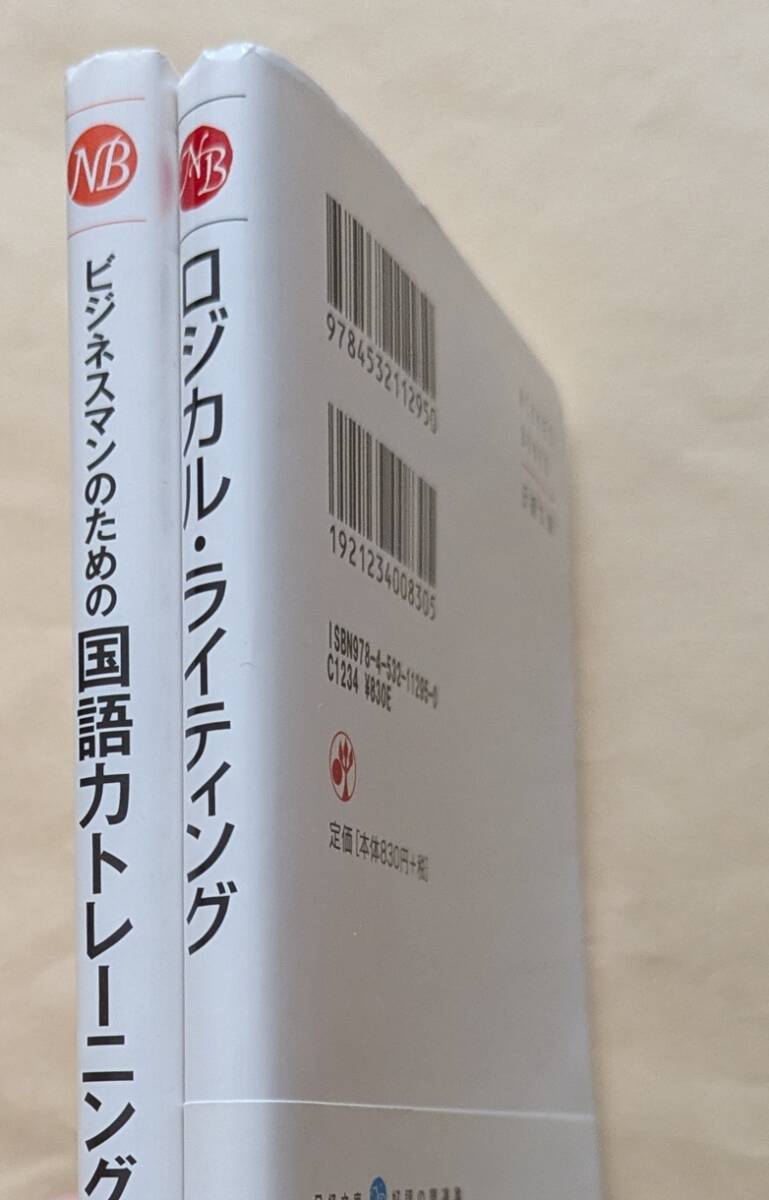 NB
ビジネスマンのための国語力トレーニング
NB
ロジカル・ライティング
9784532112950
1921234008305
ISBN978-4-532-11295-0
C1234 ¥830E
定価[本体830円+税]